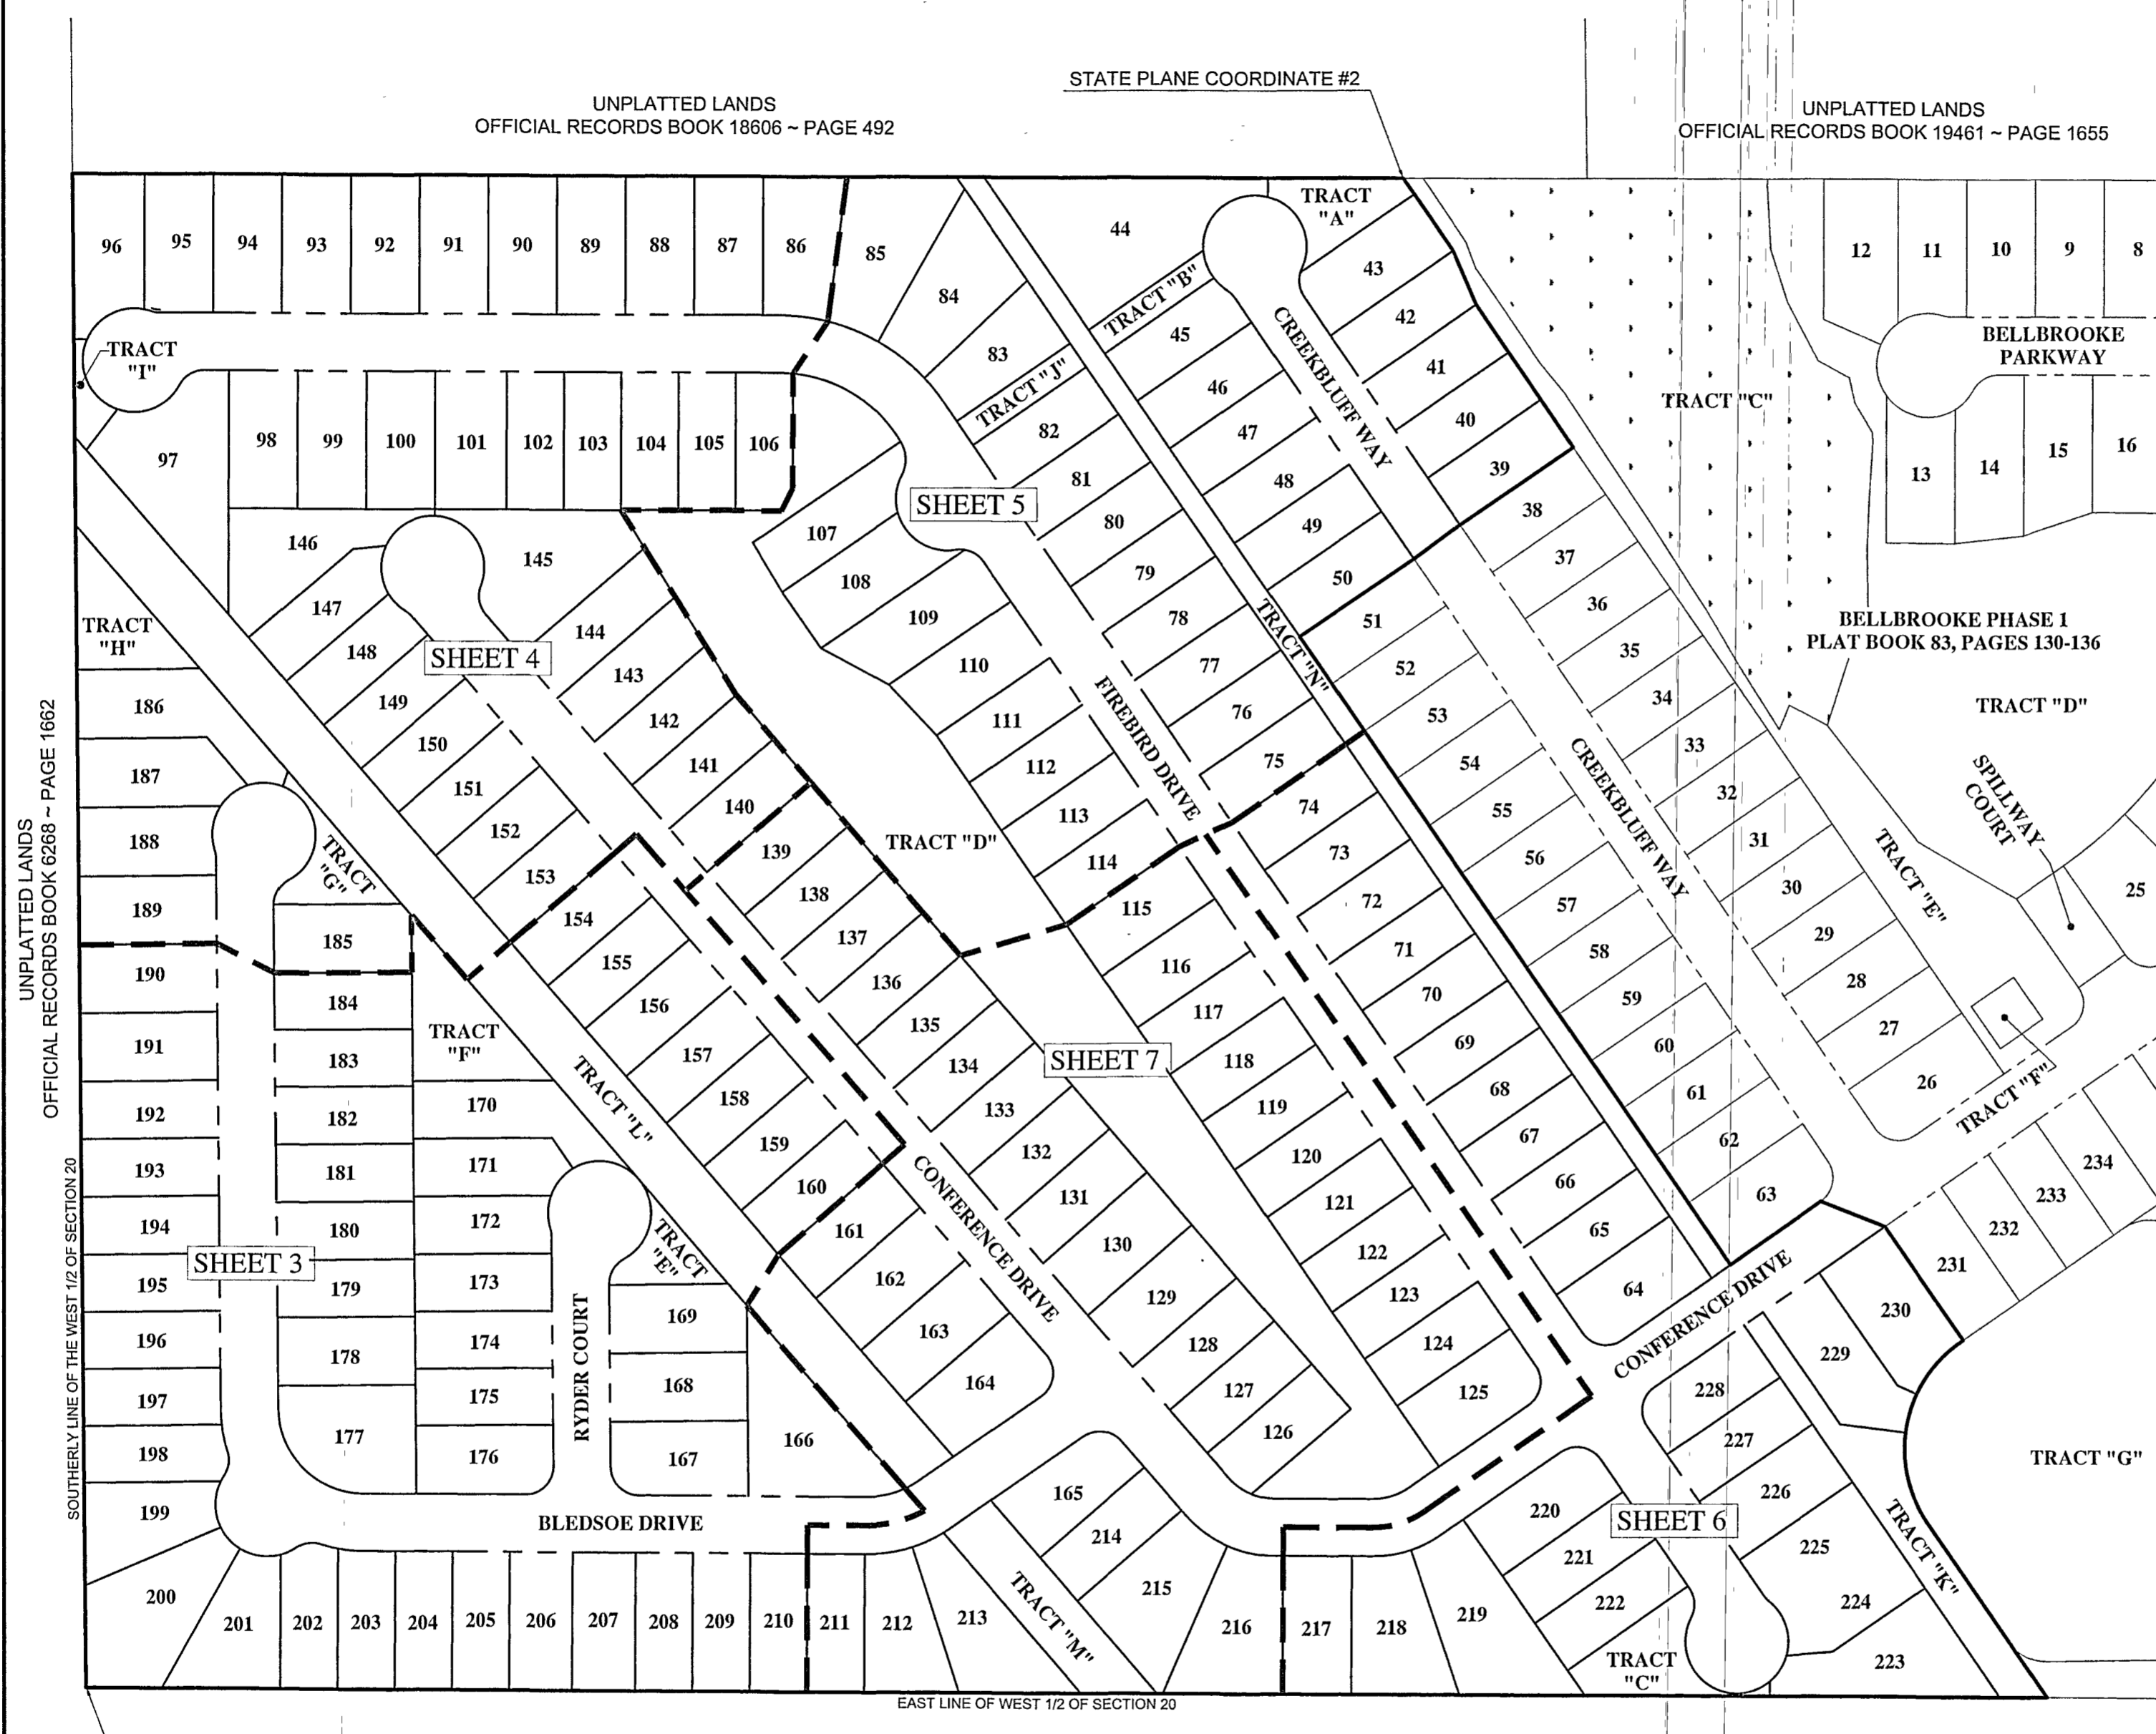 STATE PLANE COORDINATE #2
UNPLATTED LANDS
OFFICIAL RECORDS BOOK 18606 ~ PAGE 492
UNPLATTED LANDS
OFFICIAL RECORDS BOOK 19461 ~ PAGE 1655
96 95 94 93 92 91 90 89 88 87 86 85 84 83
44
TRACT
"A"
43 42 41 40 39
TRACT "B"
45 46 47 48 49 50
CREEKBLUFF WAY
12 11 10 9 8
BELLBROOKE
PARKWAY
13 14 15 16
TRACT "C"
TRACT
"I"
TRACT "J"
82 81 80 79 78 77 76 75
97 98 99 100 101 102 103 104 105 106
SHEET 5
107 108 109 110 111 112 113 114
FIREBIRD DRIVE
TRACT "N"
38 37 36 35 34 33 32 31 30 29 28 27 26
51 52 53 54 55 56 57 58 59 60 61 62 63
CREEKBLUFF WAY
BELLBROOKE PHASE 1
PLAT BOOK 83, PAGES 130-136
TRACT "D"
SPILLWAY
COURT
25
TRACT "E"
TRACT "F"
234 233 232 231
146 145
147 148 149 150 151 152 153
SHEET 4
144 143 142 141 140
TRACT
"H"
UNPLATTED LANDS
OFFICIAL RECORDS BOOK 6268 ~ PAGE 1662
SOUTHERLY LINE OF THE WEST 1/2 OF SECTION 20
186 187 188 189
TRACT
"G"
185
190 191 192 193 194 195 196 197 198 199
184 183 182 181 180 179 178 177
SHEET 3
TRACT
"F"
170 171 172 173 174 175 176
TRACT "L"
TRACT
"E"
RYDER COURT
169 168 167 166
154 155 156 157 158 159 160 161 162 163 164
TRACT "D"
139 138 137 136 135 134 133 132 131 130 129 128 127 126
CONFERENCE DRIVE
SHEET 7
115 116 117 118 119 120 121 122 123 124 125
74 73 72 71 70 69 68 67 66 65 64
CONFERENCE DRIVE
230 229 228 227 226 225 224 223
TRACT "G"
TRACT "K"
SHEET 6
BLEDSOE DRIVE
165 214 215
220 221 222
200 201 202 203 204 205 206 207 208 209 210 211 212 213
TRACT "M"
216 217 218 219
TRACT
"C"
EAST LINE OF WEST 1/2 OF SECTION 20